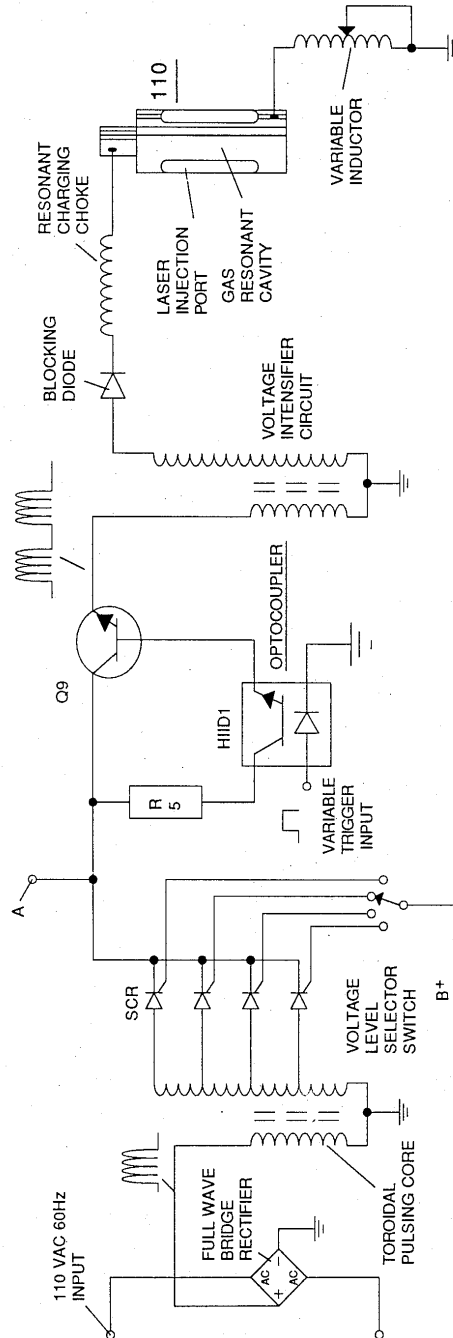 110 VAC 60Hz
INPUT
FULL WAVE
BRIDGE
RECTIFIER
AC
+
−
AC
TOROIDAL
PULSING CORE
SCR
VOLTAGE
LEVEL
SELECTOR
SWITCH
B+
A
R
5
VARIABLE
TRIGGER
INPUT
HIID1
OPTOCOUPLER
Q9
VOLTAGE
INTENSIFIER
CIRCUIT
BLOCKING
DIODE
RESONANT
CHARGING
CHOKE
LASER
INJECTION
PORT
GAS
RESONANT
CAVITY
110
VARIABLE
INDUCTOR